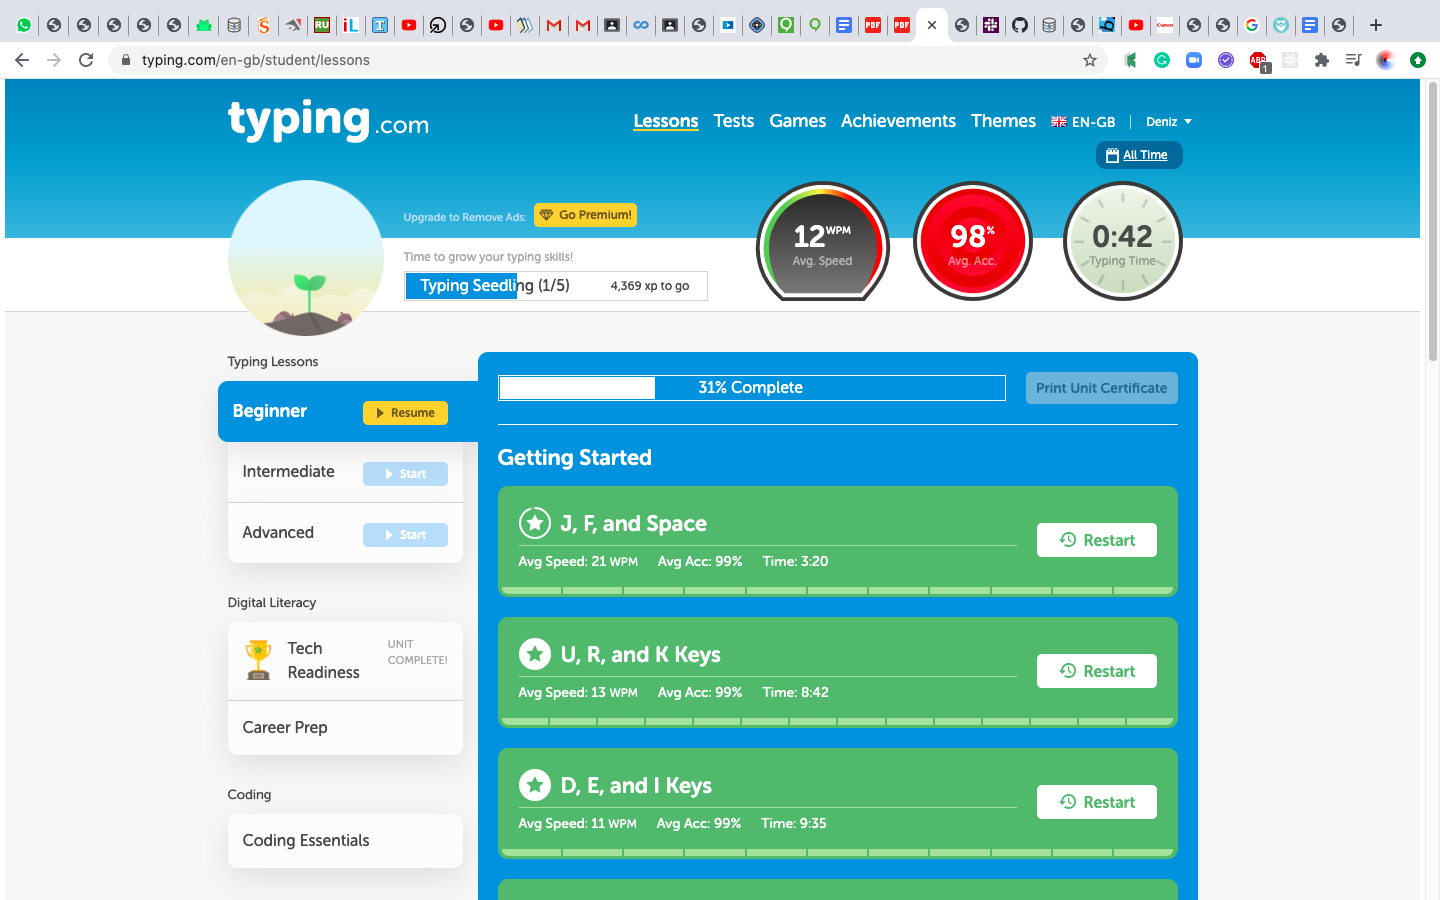 typing.com/en-gb/student/lessons
1
typing.com
Lessons Tests Games Achievements Themes EN-GB Deniz
All Time
Upgrade to Remove Ads: Go Premium!
Time to grow your typing skills!
Typing Seedling (1/5) 4,369 xp to go
12 WPM
Avg. Speed
98%
Avg. Acc.
0:42
Typing Time
Typing Lessons
Beginner Resume
Intermediate Start
Advanced Start
Digital Literacy
Tech Readiness
UNIT COMPLETE!
Career Prep
Coding
Coding Essentials
31% Complete
Print Unit Certificate
Getting Started
J, F, and Space
Avg Speed: 21 WPM Avg Acc: 99% Time: 3:20
Restart
U, R, and K Keys
Avg Speed: 13 WPM Avg Acc: 99% Time: 8:42
Restart
D, E, and I Keys
Avg Speed: 11 WPM Avg Acc: 99% Time: 9:35
Restart